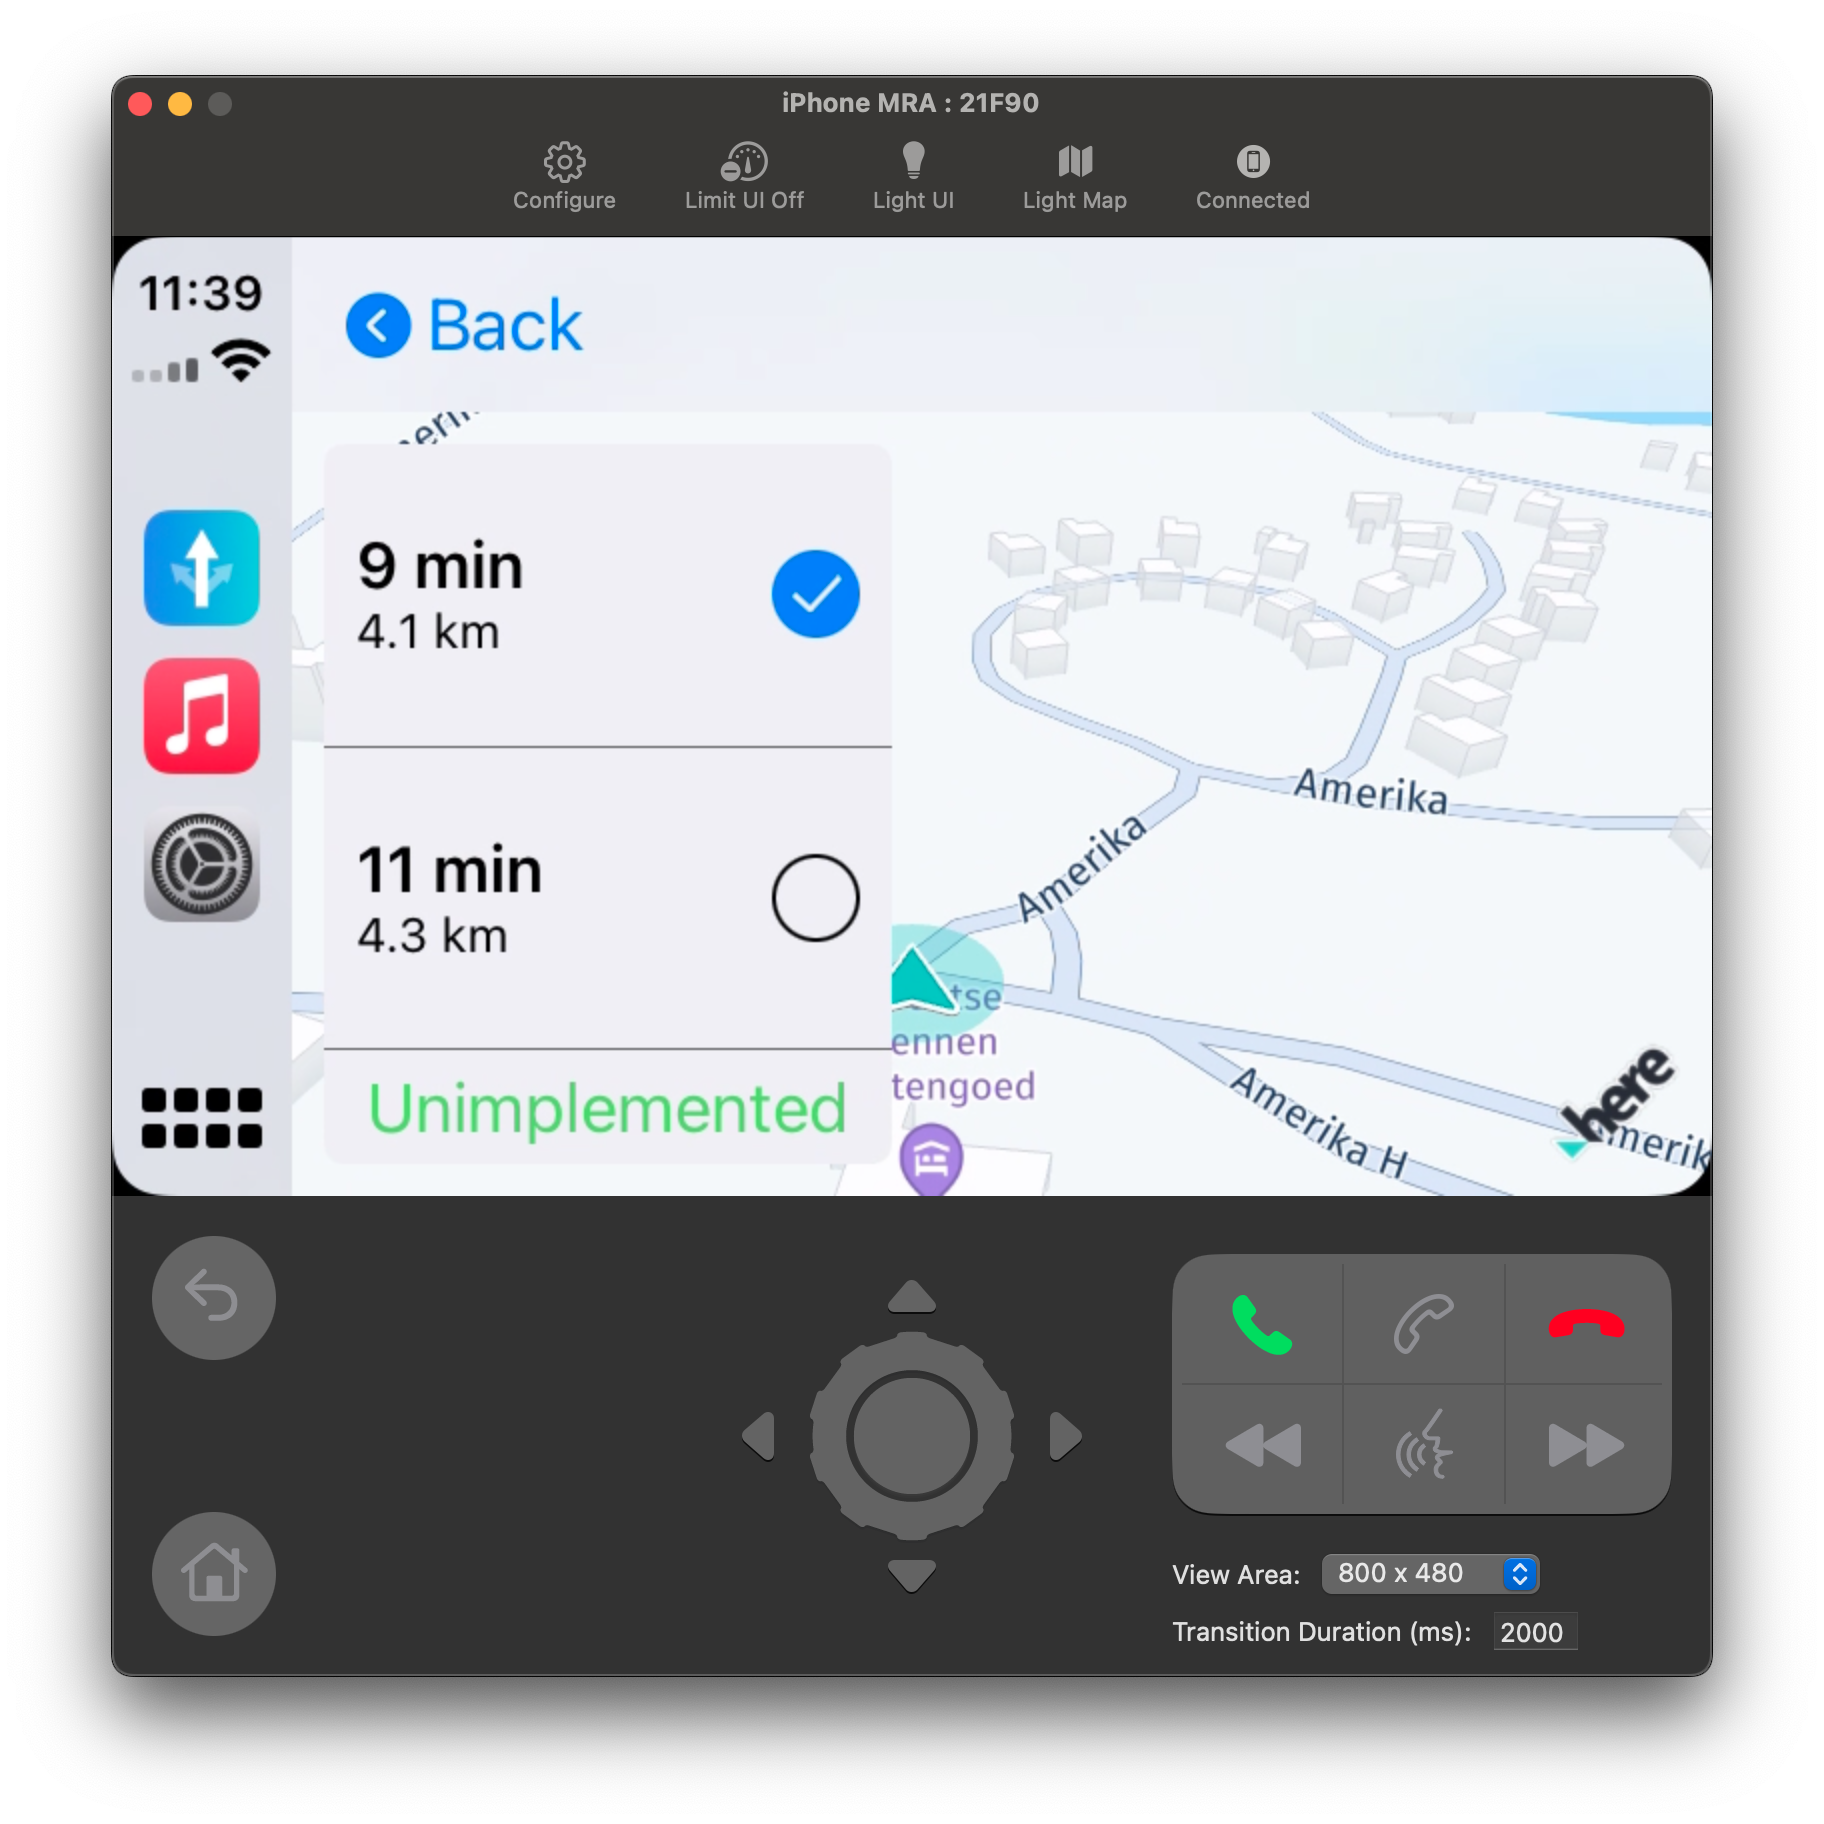 iPhone MRA : 21F90
Configure
Limit UI Off
Light UI
Light Map
Connected
11:39
Back
9 min
4.1 km
11 min
4.3 km
Unimplemented
Amerika
Amerika
tse
ennen
tengoed
Amerika H
here
merik
View Area:
800 x 480
Transition Duration (ms):
2000